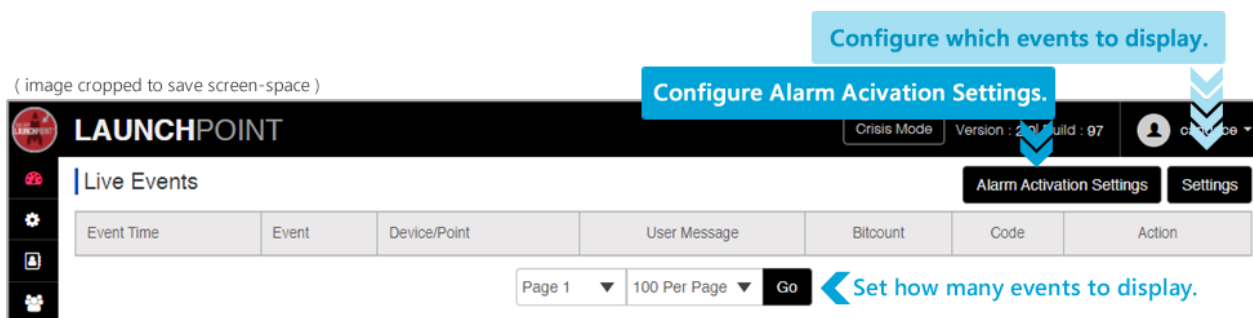 Configure which events to display.
( image cropped to save screen-space )
Configure Alarm Acivation Settings.
LAUNCHPOINT
Crisis Mode
Version : Build : 97
Live Events
Alarm Activation Settings
Settings
Event Time Event Device/Point User Message Bitcount Code Action
Page 1 100 Per Page Go
Set how many events to display.